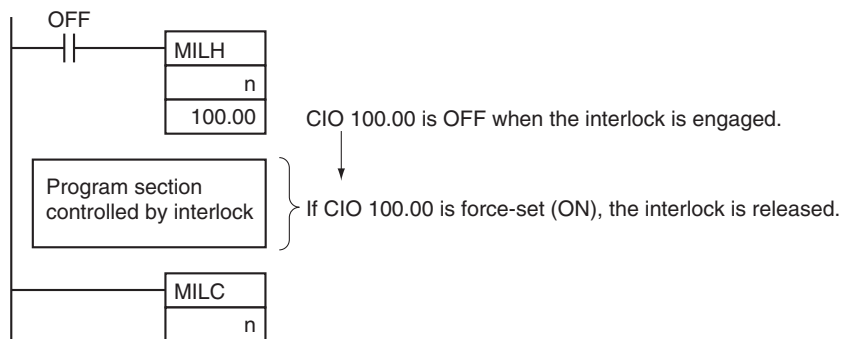 OFF
MILH
n
100.00
CIO 100.00 is OFF when the interlock is engaged.
Program section
controlled by interlock
If CIO 100.00 is force-set (ON), the interlock is released.
MILC
n